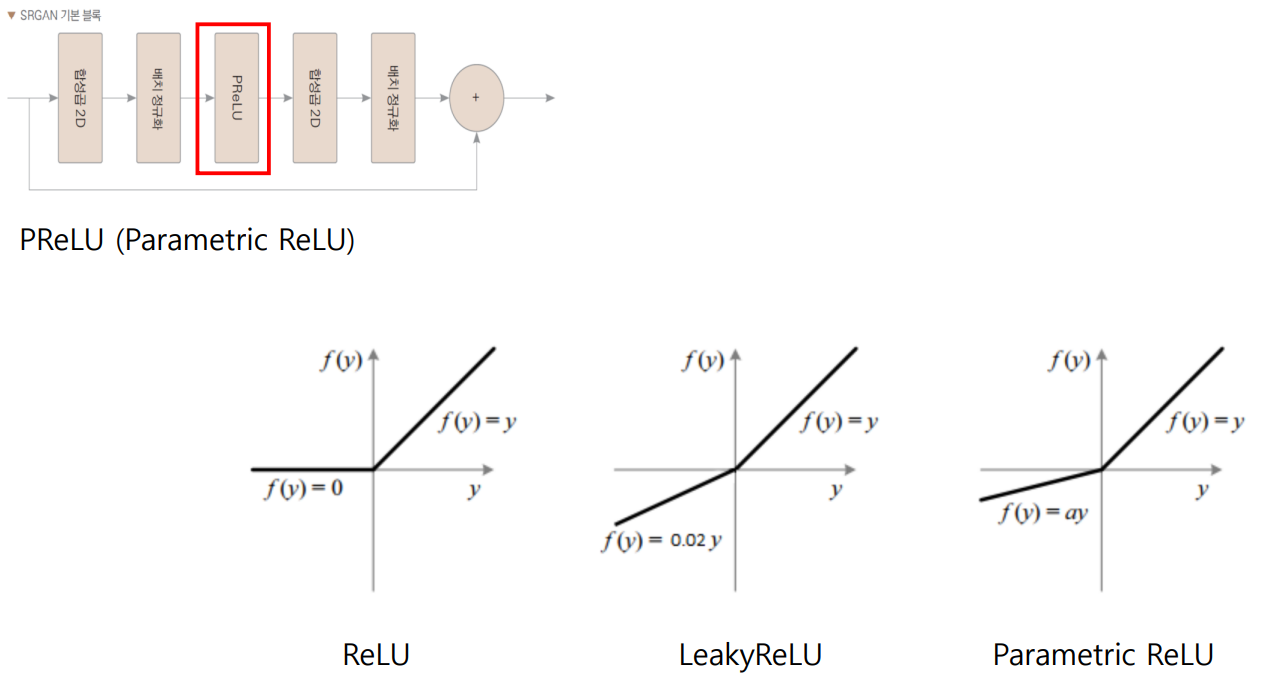 ▼ SRGAN 기본 블록
합성곱 2D
배치 정규화
PReLU
합성곱 2D
배치 정규화
+
PReLU (Parametric ReLU)
f(y)
f(y) = y
y
f(y) = 0
ReLU
f(y)
f(y) = y
y
f(y) = 0.02 y
LeakyReLU
f(y)
f(y) = y
y
f(y) = ay
Parametric ReLU